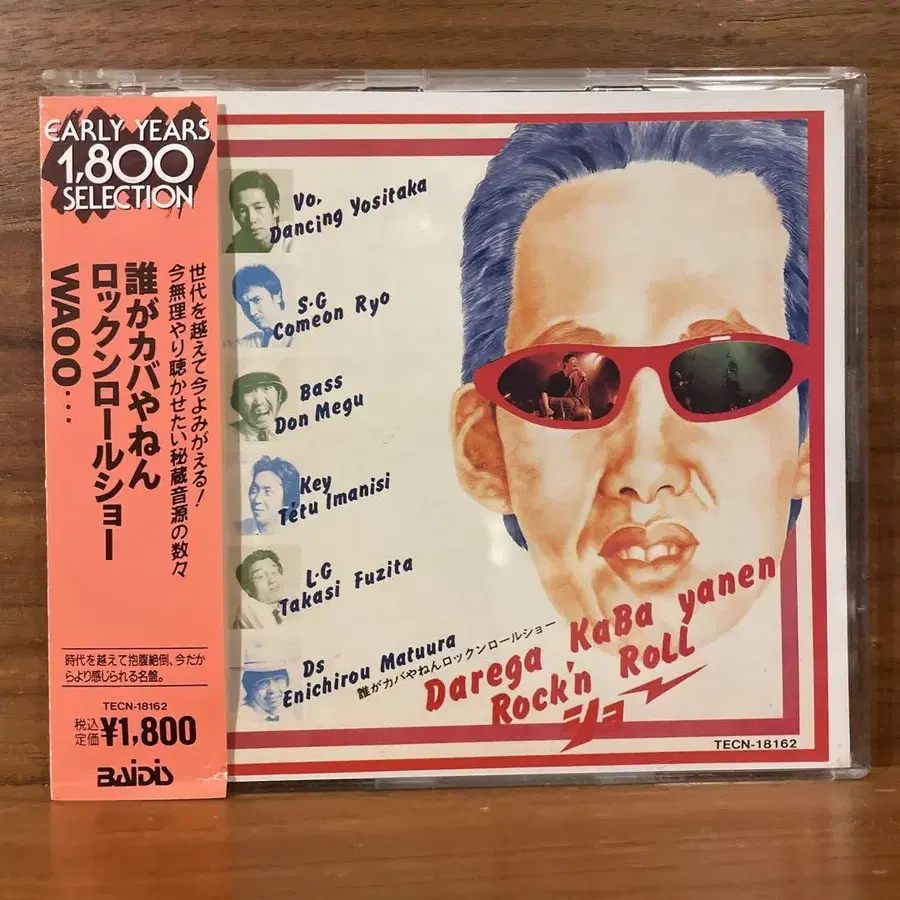 EARLY YEARS
1,800
SELECTION
世代を越えて今よみがえる!
今無理やり聴かせたい秘蔵音源の数々
誰がカバやねん
ロックンロールショー
WAOO…
時代を越えて抱腹絶倒、今だか
らより感じられる名盤。
TECN-18162
税込
定価 ¥1,800
BAiDiS
Vo.
Dancing Yositaka
S.G
Comeon Ryo
Bass
Don Megu
Key
Tetu Imanisi
L.G
Takasi Fuzita
Ds
Enichirou Matuura
誰がカバやねんロックンロールショー
Darega KaBa yanen
Rock'n Roll
ショー
TECN-18162